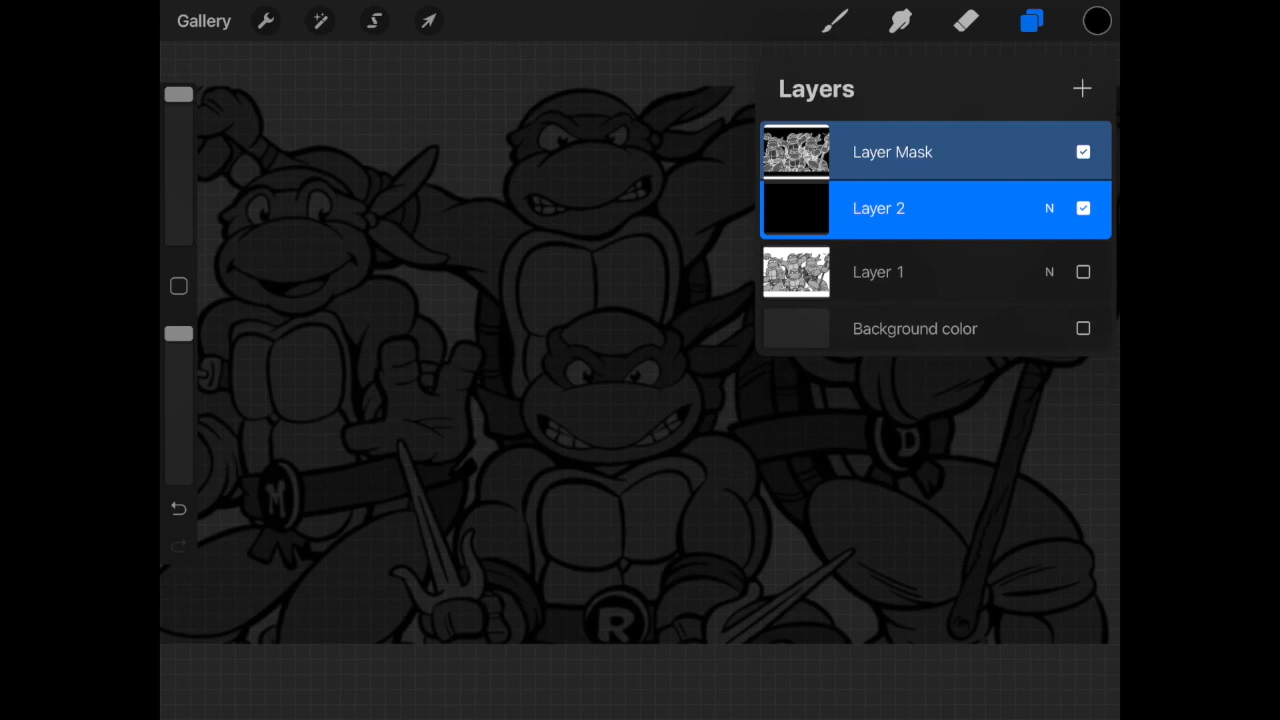 Gallery
Layers
Layer Mask
Layer 2 N
Layer 1 N
Background color
D
M
R